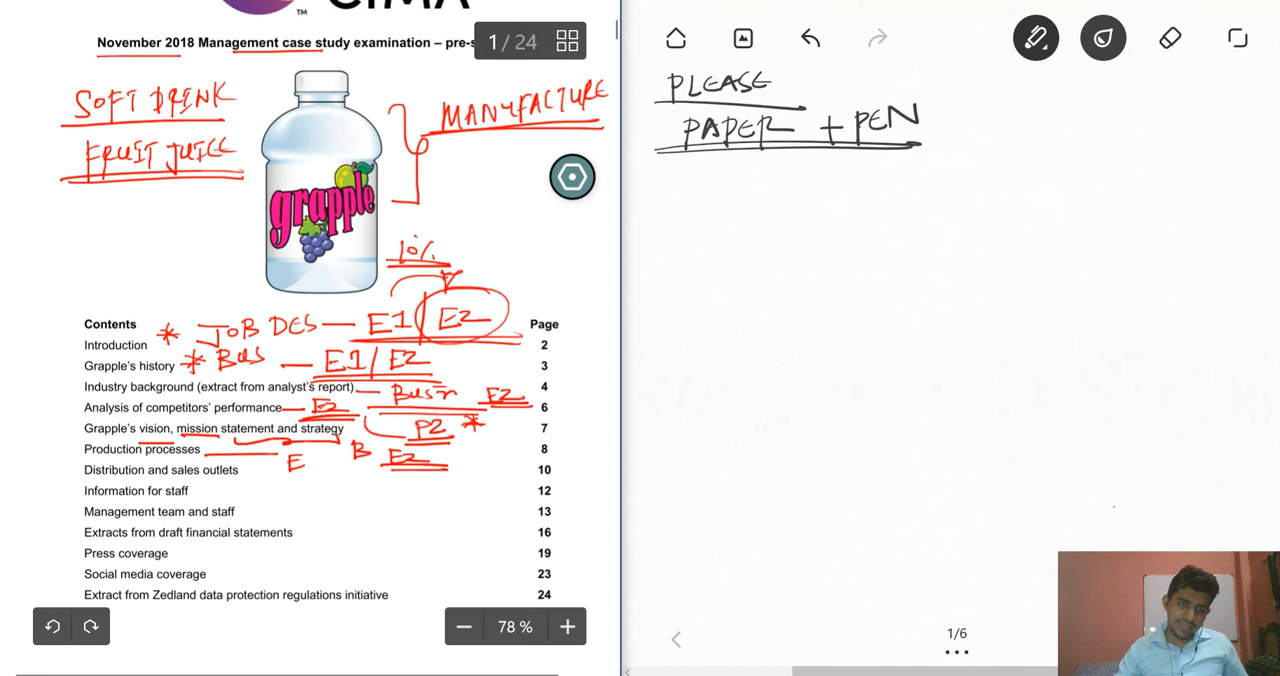 CIMA
TM
November 2018 Management case study examination – pre-s
1 / 24
SOFT DRINK
FRUIT JUICE
MANUFACTURE
grapple
10%
Contents
Page
* JOB DES — E1/E2
Introduction 2
* Bus — E1/E2
Grapple's history 3
Industry background (extract from analyst's report) 4
E2
Analysis of competitors' performance 6
E2
Grapple's vision, mission statement and strategy 7
P2 *
Production processes 8
E B E2
Distribution and sales outlets 10
Information for staff 12
Management team and staff 13
Extracts from draft financial statements 16
Press coverage 19
Social media coverage 23
Extract from Zedland data protection regulations initiative 24
— 78 % +
PLEASE
PAPER + PEN
1/6